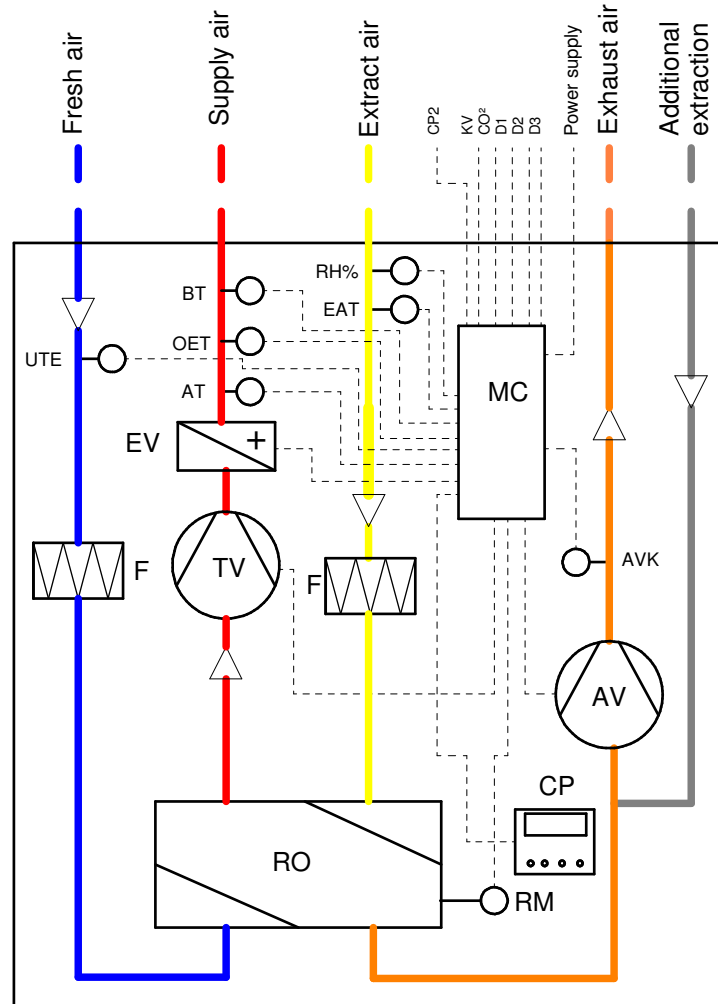 Fresh air
Supply air
Extract air
CP2
KV
CO²
D1
D2
D3
Power supply
Exhaust air
Additional
extraction
RH%
BT
EAT
OET
UTE
AT
MC
EV
+
F
TV
F
AVK
AV
CP
RO
RM